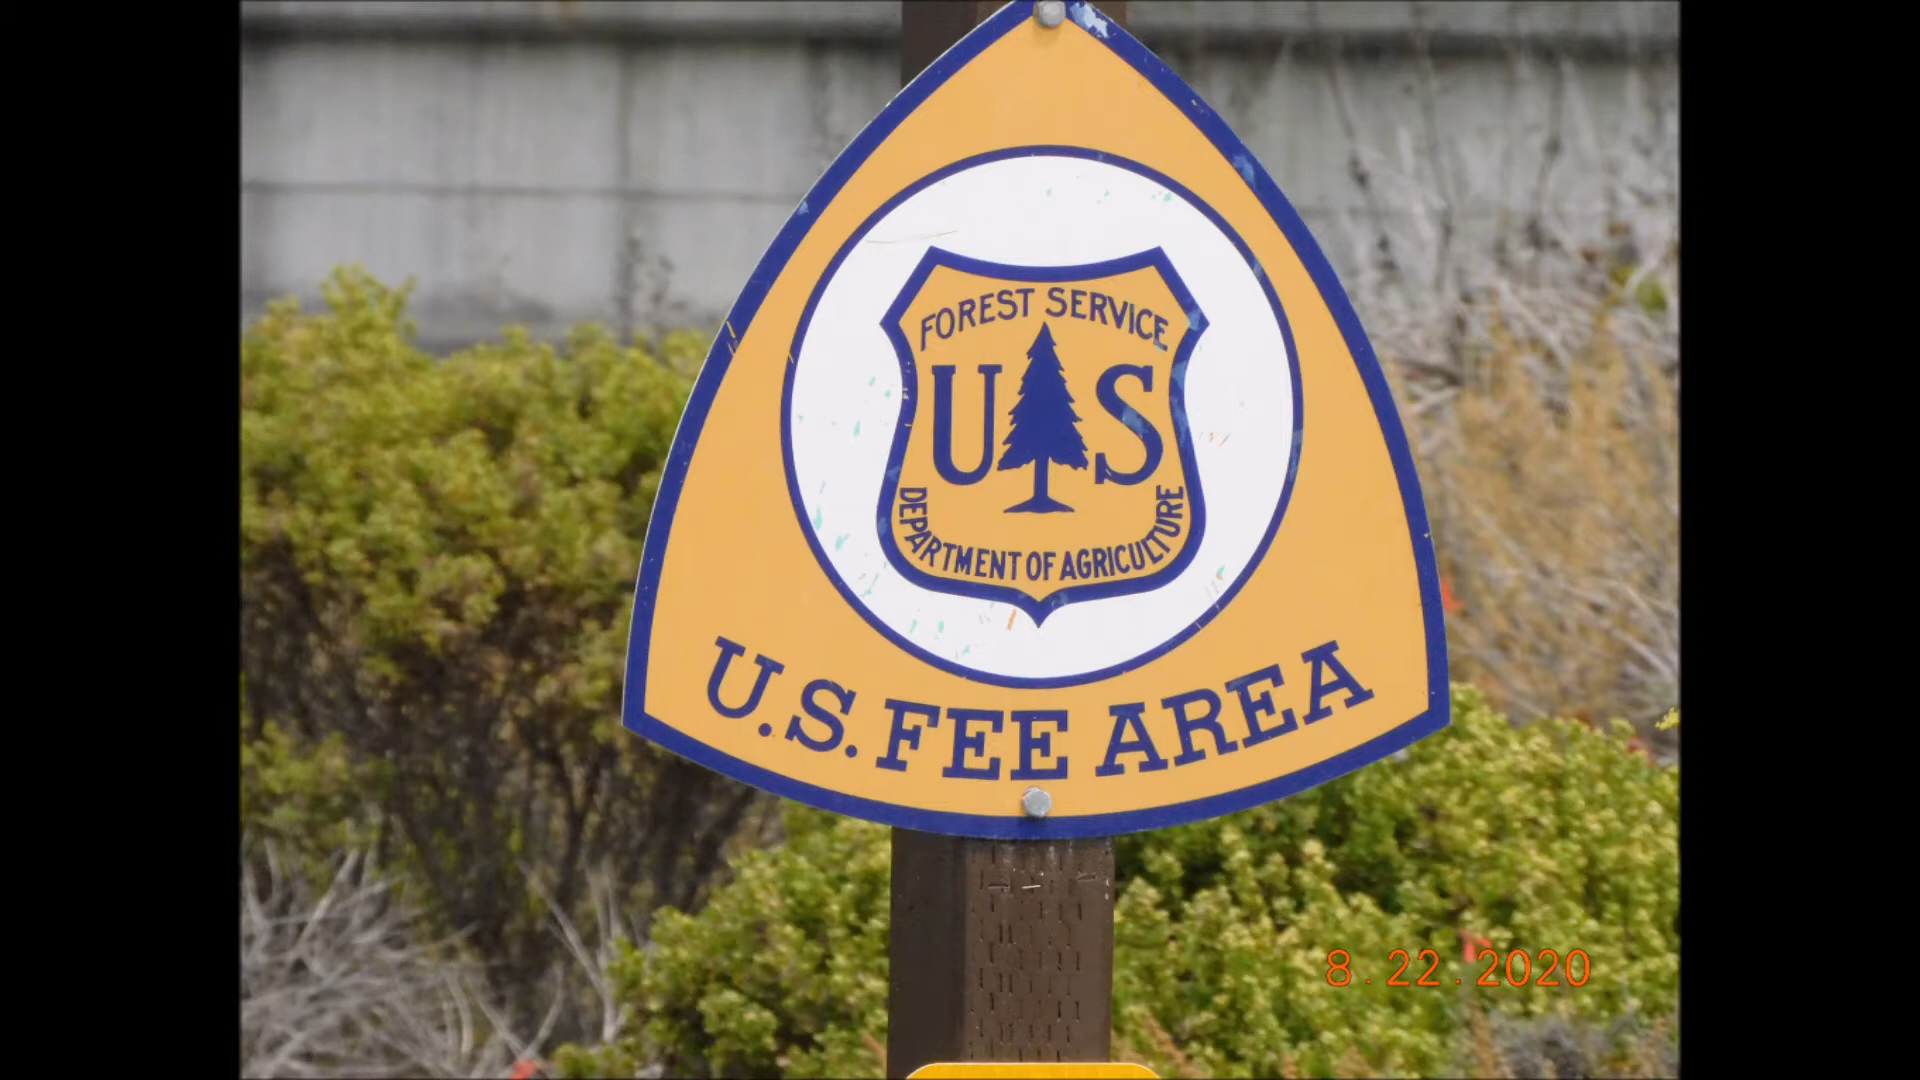 FOREST SERVICE
U S
DEPARTMENT OF AGRICULTURE
U.S. FEE AREA
8.22.2020